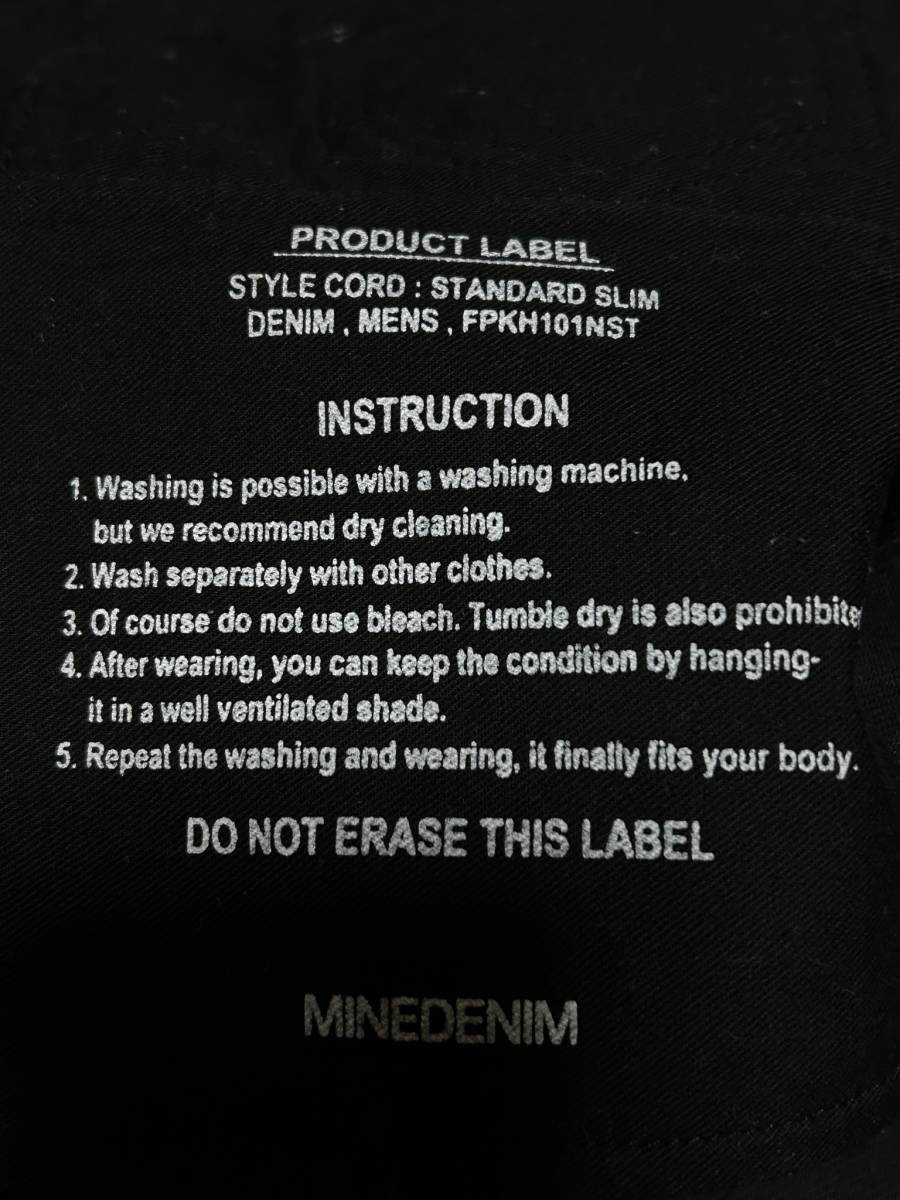 PRODUCT LABEL
STYLE CORD : STANDARD SLIM
DENIM , MENS , FPKH101NST
INSTRUCTION
1. Washing is possible with a washing machine,
but we recommend dry cleaning.
2. Wash separately with other clothes.
3. Of course do not use bleach. Tumble dry is also prohibite
4. After wearing, you can keep the condition by hanging-
it in a well ventilated shade.
5. Repeat the washing and wearing, it finally fits your body.
DO NOT ERASE THIS LABEL
MINEDENIM